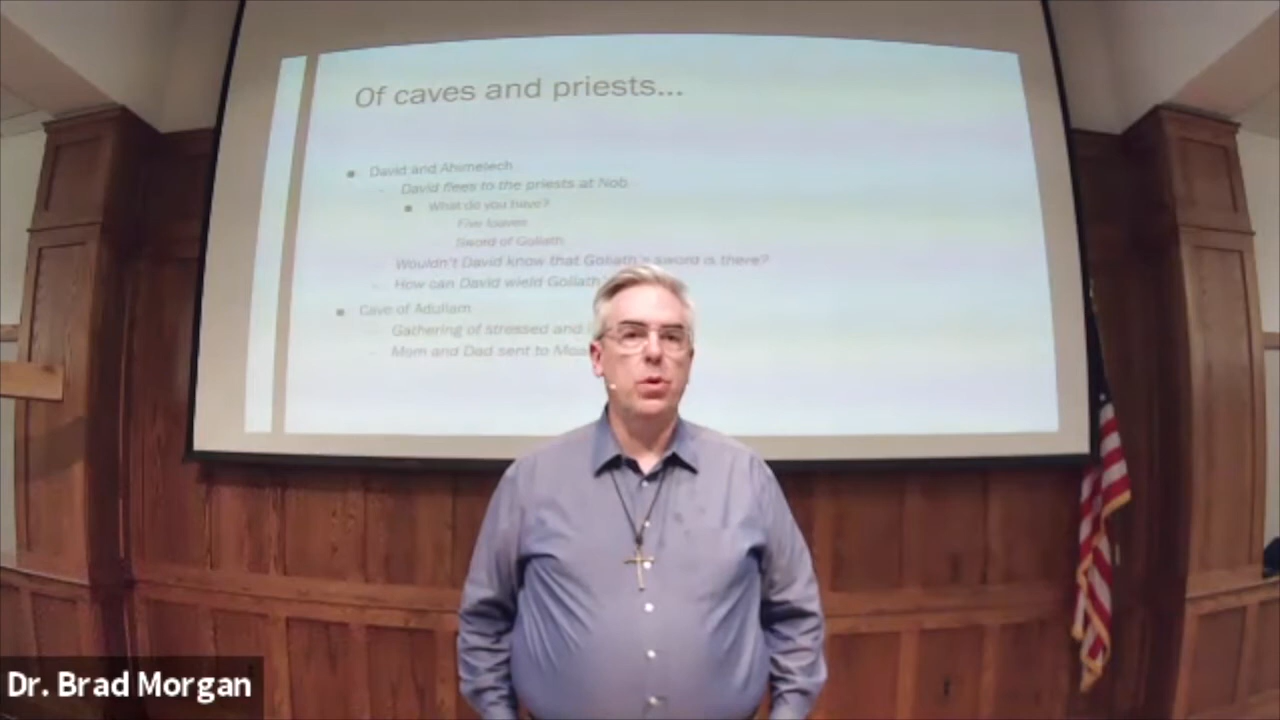 Of caves and priests...
David and Ahimelech
David flees to the priests at Nob
What do you have?
Five loaves
Sword of Goliath
Wouldn't David know that Goliath's sword is there?
How can David wield Goliath'
Cave of Adullam
Gathering of stressed and
Mom and Dad sent to Moa
Dr. Brad Morgan